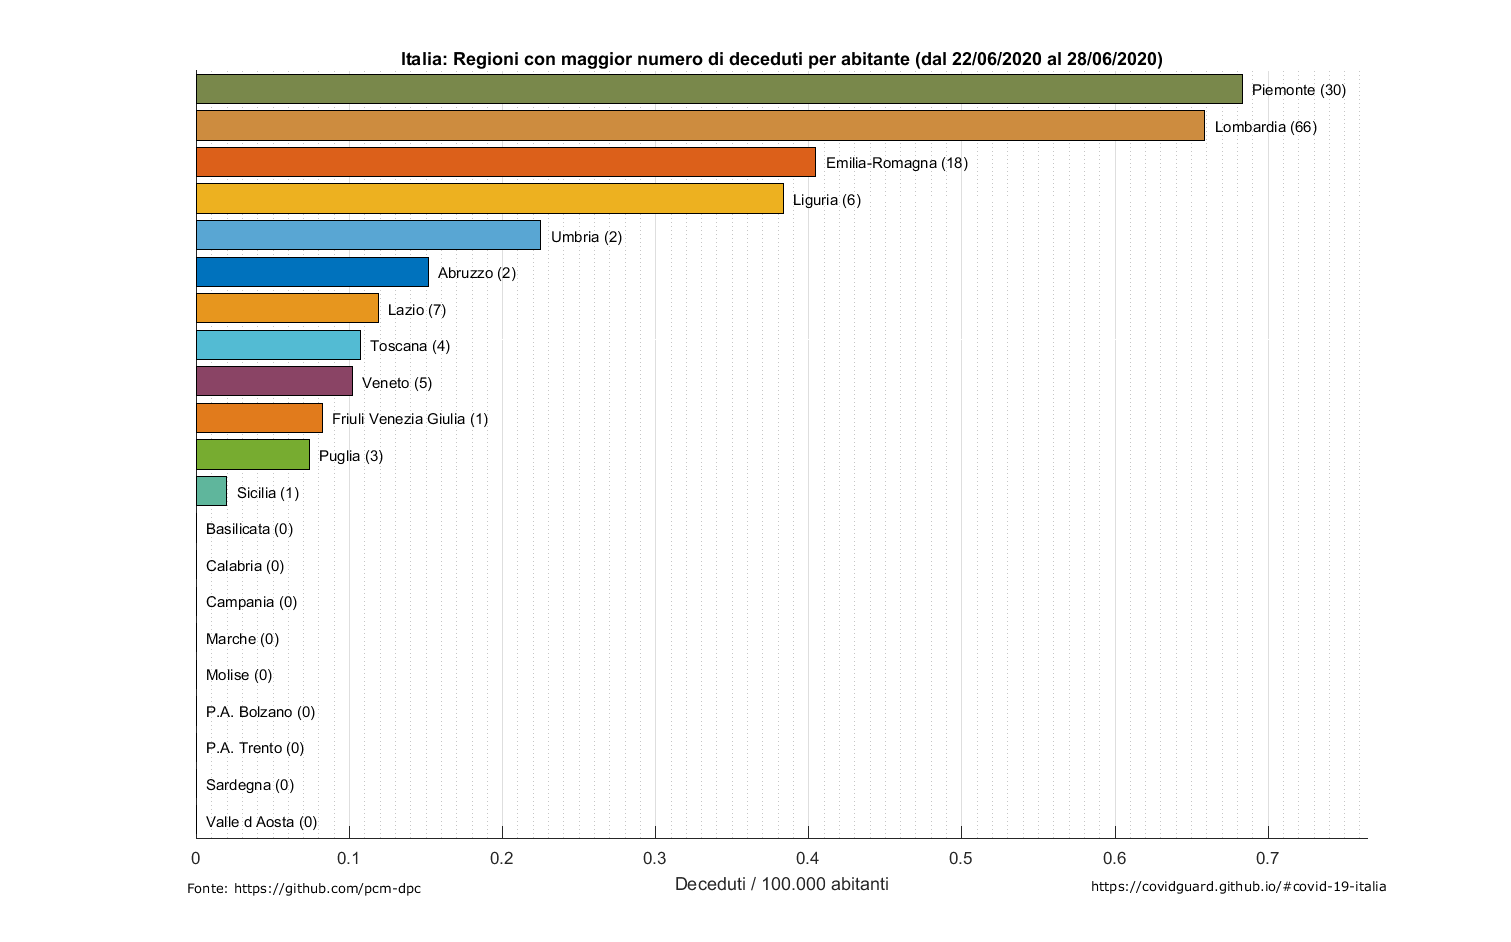 Italia: Regioni con maggior numero di deceduti per abitante (dal 22/06/2020 al 28/06/2020)
Piemonte (30)
Lombardia (66)
Emilia-Romagna (18)
Liguria (6)
Umbria (2)
Abruzzo (2)
Lazio (7)
Toscana (4)
Veneto (5)
Friuli Venezia Giulia (1)
Puglia (3)
Sicilia (1)
Basilicata (0)
Calabria (0)
Campania (0)
Marche (0)
Molise (0)
P.A. Bolzano (0)
P.A. Trento (0)
Sardegna (0)
Valle d Aosta (0)
0 0.1 0.2 0.3 0.4 0.5 0.6 0.7
Deceduti / 100.000 abitanti
Fonte: https://github.com/pcm-dpc
https://covidguard.github.io/#covid-19-italia